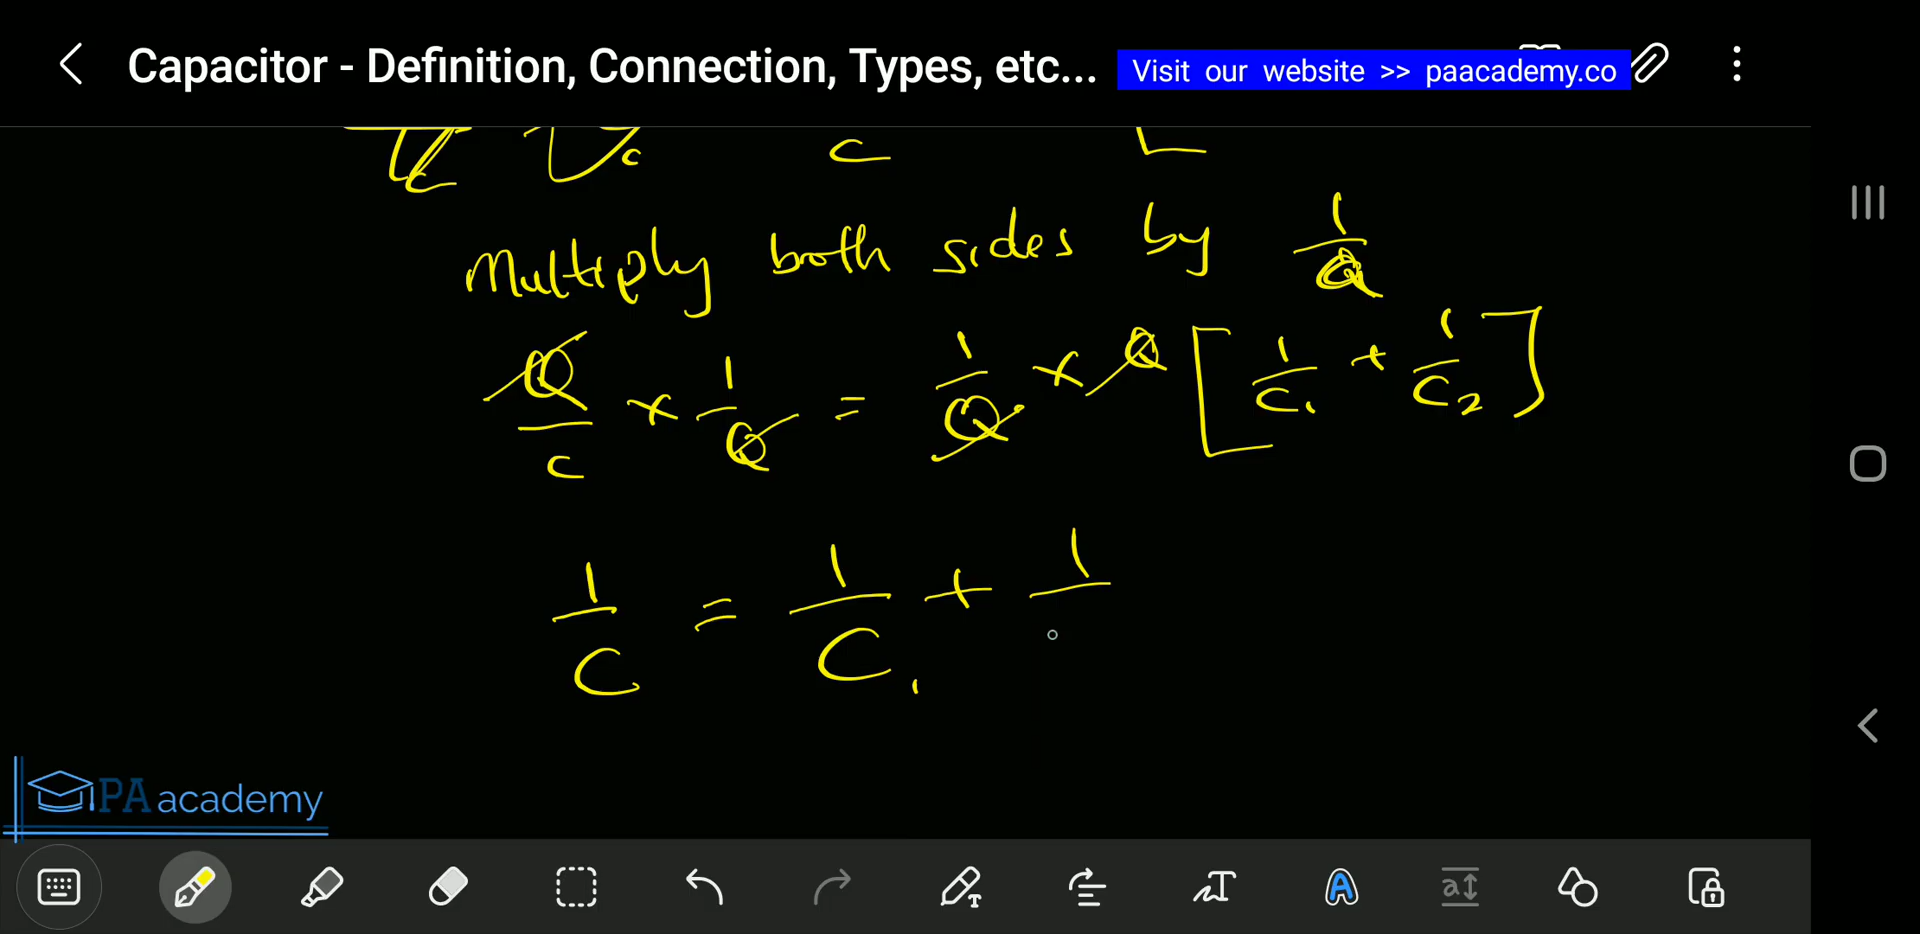 Capacitor - Definition, Connection, Types, etc...
Visit our website >> paacademy.co
c
Multiply both sides by 1/Q
Q/c × 1/Q = 1/Q × Q [1/C₁ + 1/C₂]
1/C = 1/C₁ + 1/
PA academy